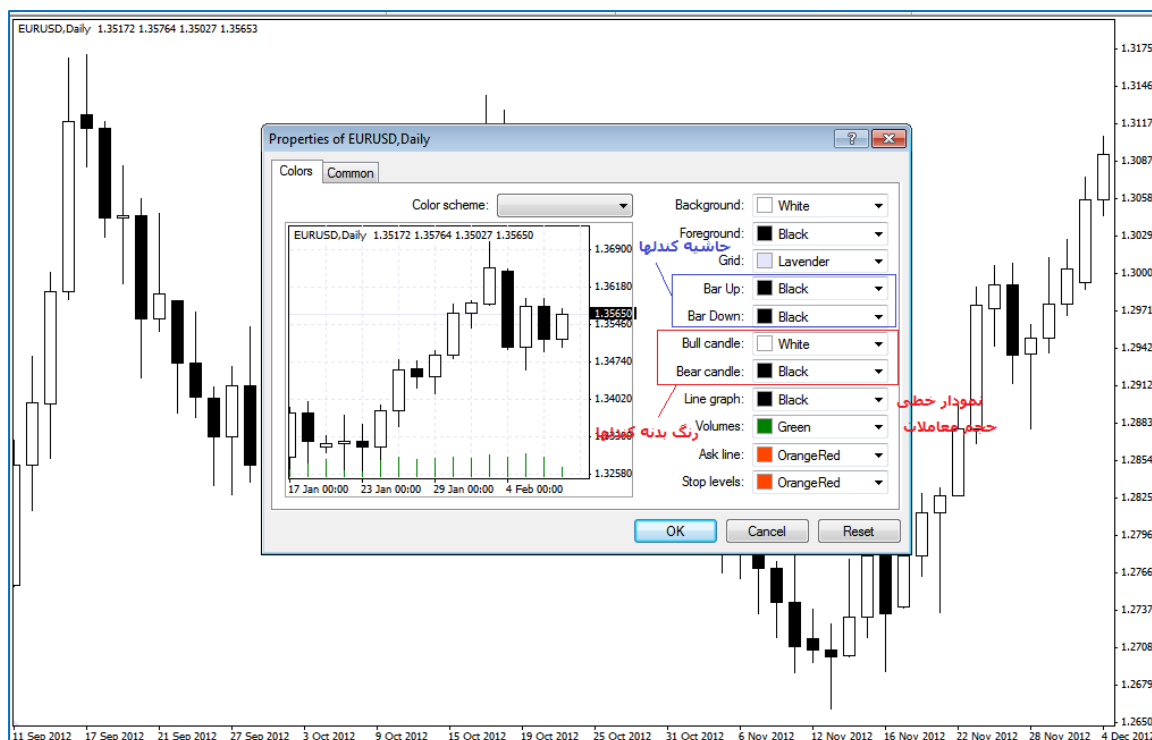 EURUSD,Daily 1.35172 1.35764 1.35027 1.35653
Properties of EURUSD,Daily
Colors
Common
Color scheme:
EURUSD,Daily 1.35172 1.35764 1.35027 1.35650
1.36900
1.36180
1.35650
1.35460
1.34740
1.34020
1.32580
17 Jan 00:00 23 Jan 00:00 29 Jan 00:00 4 Feb 00:00
Background: White
Foreground: Black
حاشیه کندلها
Grid: Lavender
Bar Up: Black
Bar Down: Black
Bull candle: White
Bear candle: Black
Line graph: Black
نمودار خطی
Volumes: Green
حجم معاملات
رنگ بدنه کندلها
Ask line: OrangeRed
Stop levels: OrangeRed
OK Cancel Reset
1.3175
1.3146
1.3117
1.3087
1.3058
1.3029
1.3000
1.2971
1.2942
1.2912
1.2883
1.2854
1.2825
1.2796
1.2766
1.2737
1.2708
1.2679
1.2650
11 Sep 2012 17 Sep 2012 21 Sep 2012 27 Sep 2012 3 Oct 2012 9 Oct 2012 15 Oct 2012 19 Oct 2012 25 Oct 2012 31 Oct 2012 6 Nov 2012 12 Nov 2012 16 Nov 2012 22 Nov 2012 28 Nov 2012 4 Dec 2012